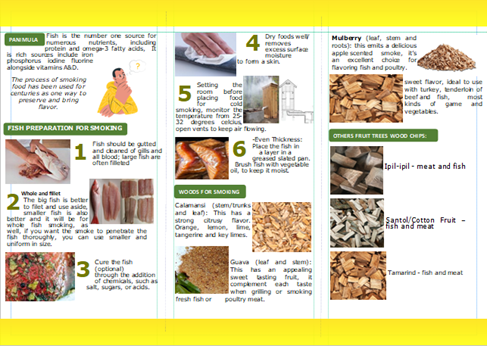 PANIMULA
Fish is the number one source for
numerous nutrients, including
protein and omega-3 fatty acids, It
is rich sources include iron
phosphorus iodine fluorine
alongside vitamins A&D.
The process of smoking
food has been used for
centuries as one way to
preserve and bring
flavor.
FISH PREPARATION FOR SMOKING
1
Fish should be gutted
and cleaned of gills and
all blood; large fish are
often filleted
2
Whole and fillet
The big fish is better
to filet and use aside,
smaller fish is also
better and it will be for
whole fish smoking, as
well, if you want the smoke to penetrate the
fish thoroughly, you can use smaller and
uniform in size.
3
Cure the fish
(optional)
through the addition
of chemicals, such as
salt, sugars, or acids.
4
Dry foods well/
removes excess surface
moisture
to form a skin.
5
Setting the
room before
placing food
for cold
smoking, monitor the
temperature from 25-
32 degrees celcius,
open vents to keep air flowing.
6
-Even Thickness:
Place the fish in
a layer in a
greased slated pan.
Brush fish with vegetable
oil, to keep it moist.
WOODS FOR SMOKING
Calamansi (stem/trunks
and leaf): This has a
strong citrusy flavor.
Orange, lemon, lime,
tangerine and key limes.
Guava (leaf and stem):
This has an appealing
sweet tasting fruit, it
complement each taste
when grilling or smoking
fresh fish or poultry meat.
Mulberry (leaf, stem and
roots): this emits a delicious
apple scented smoke, it's
an excellent choice for
flavoring fish and poultry.
sweet flavor, ideal to use
with turkey, tenderloin of
beef and fish, most
kinds of game and
vegetables.
OTHERS FRUIT TREES WOOD CHIPS:
Ipil-ipil - meat and fish
Santol/Cotton Fruit –
fish and meat
Tamarind - fish and meat